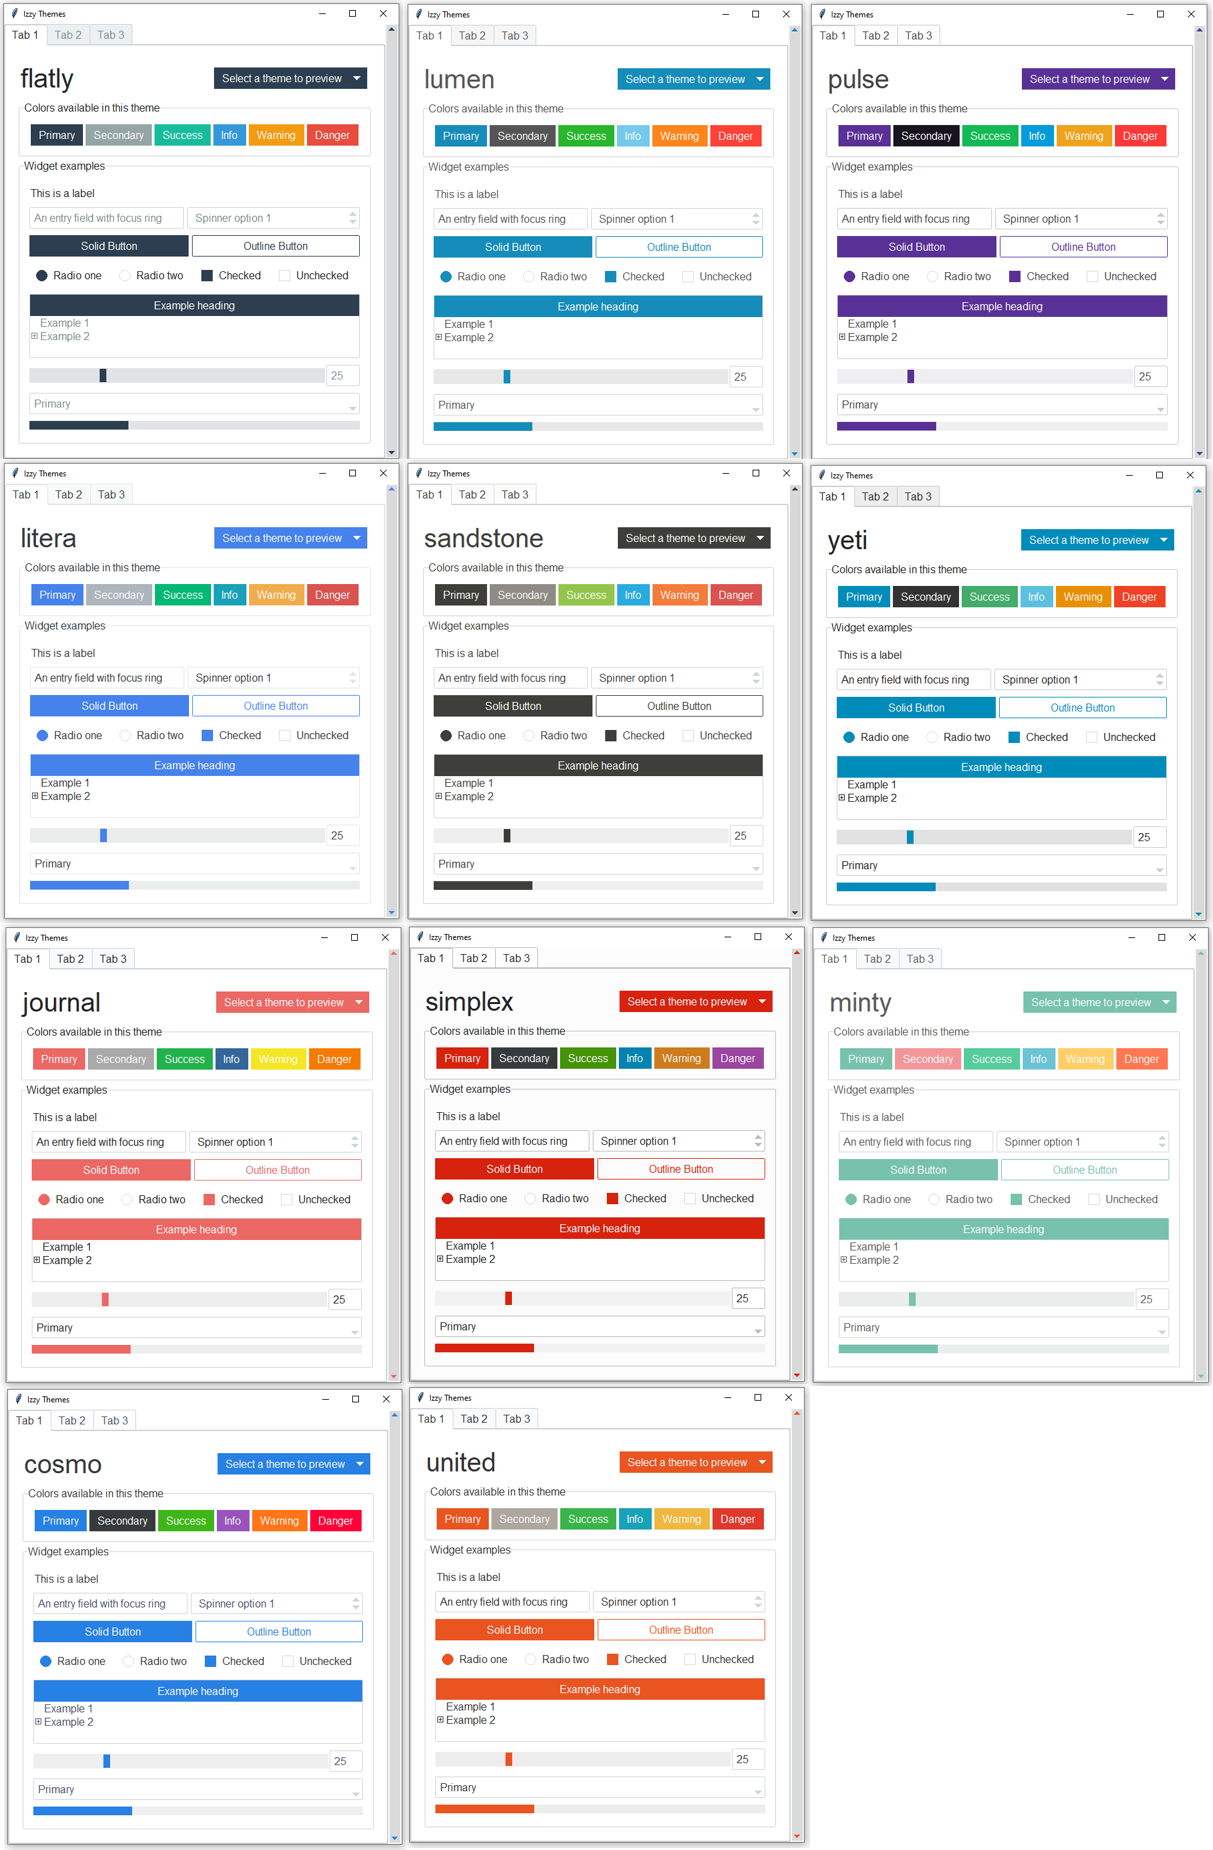 Izzy Themes
Tab 1 Tab 2 Tab 3
flatly Select a theme to preview
Colors available in this theme
Primary Secondary Success Info Warning Danger
Widget examples
This is a label
An entry field with focus ring Spinner option 1
Solid Button Outline Button
Radio one Radio two Checked Unchecked
Example heading
Example 1
Example 2
25
Primary
Izzy Themes
Tab 1 Tab 2 Tab 3
lumen Select a theme to preview
Colors available in this theme
Primary Secondary Success Info Warning Danger
Widget examples
This is a label
An entry field with focus ring Spinner option 1
Solid Button Outline Button
Radio one Radio two Checked Unchecked
Example heading
Example 1
Example 2
25
Primary
Izzy Themes
Tab 1 Tab 2 Tab 3
pulse Select a theme to preview
Colors available in this theme
Primary Secondary Success Info Warning Danger
Widget examples
This is a label
An entry field with focus ring Spinner option 1
Solid Button Outline Button
Radio one Radio two Checked Unchecked
Example heading
Example 1
Example 2
25
Primary
Izzy Themes
Tab 1 Tab 2 Tab 3
litera Select a theme to preview
Colors available in this theme
Primary Secondary Success Info Warning Danger
Widget examples
This is a label
An entry field with focus ring Spinner option 1
Solid Button Outline Button
Radio one Radio two Checked Unchecked
Example heading
Example 1
Example 2
25
Primary
Izzy Themes
Tab 1 Tab 2 Tab 3
sandstone Select a theme to preview
Colors available in this theme
Primary Secondary Success Info Warning Danger
Widget examples
This is a label
An entry field with focus ring Spinner option 1
Solid Button Outline Button
Radio one Radio two Checked Unchecked
Example heading
Example 1
Example 2
25
Primary
Izzy Themes
Tab 1 Tab 2 Tab 3
yeti Select a theme to preview
Colors available in this theme
Primary Secondary Success Info Warning Danger
Widget examples
This is a label
An entry field with focus ring Spinner option 1
Solid Button Outline Button
Radio one Radio two Checked Unchecked
Example heading
Example 1
Example 2
25
Primary
Izzy Themes
Tab 1 Tab 2 Tab 3
journal Select a theme to preview
Colors available in this theme
Primary Secondary Success Info Warning Danger
Widget examples
This is a label
An entry field with focus ring Spinner option 1
Solid Button Outline Button
Radio one Radio two Checked Unchecked
Example heading
Example 1
Example 2
25
Primary
Izzy Themes
Tab 1 Tab 2 Tab 3
simplex Select a theme to preview
Colors available in this theme
Primary Secondary Success Info Warning Danger
Widget examples
This is a label
An entry field with focus ring Spinner option 1
Solid Button Outline Button
Radio one Radio two Checked Unchecked
Example heading
Example 1
Example 2
25
Primary
Izzy Themes
Tab 1 Tab 2 Tab 3
minty Select a theme to preview
Colors available in this theme
Primary Secondary Success Info Warning Danger
Widget examples
This is a label
An entry field with focus ring Spinner option 1
Solid Button Outline Button
Radio one Radio two Checked Unchecked
Example heading
Example 1
Example 2
25
Primary
Izzy Themes
Tab 1 Tab 2 Tab 3
cosmo Select a theme to preview
Colors available in this theme
Primary Secondary Success Info Warning Danger
Widget examples
This is a label
An entry field with focus ring Spinner option 1
Solid Button Outline Button
Radio one Radio two Checked Unchecked
Example heading
Example 1
Example 2
25
Primary
Izzy Themes
Tab 1 Tab 2 Tab 3
united Select a theme to preview
Colors available in this theme
Primary Secondary Success Info Warning Danger
Widget examples
This is a label
An entry field with focus ring Spinner option 1
Solid Button Outline Button
Radio one Radio two Checked Unchecked
Example heading
Example 1
Example 2
25
Primary